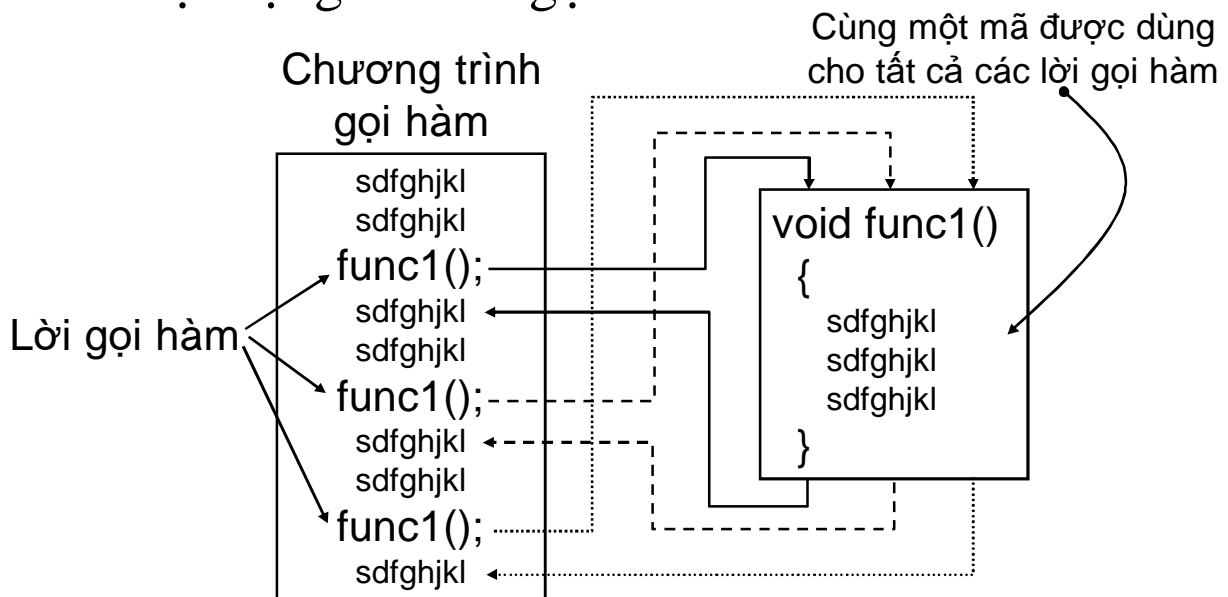 Cùng một mã được dùng
cho tất cả các lời gọi hàm
Chương trình
gọi hàm
sdfghjkl
sdfghjkl
func1();
sdfghjkl
sdfghjkl
func1();
sdfghjkl
sdfghjkl
func1();
sdfghjkl
Lời gọi hàm
void func1()
{
sdfghjkl
sdfghjkl
sdfghjkl
}